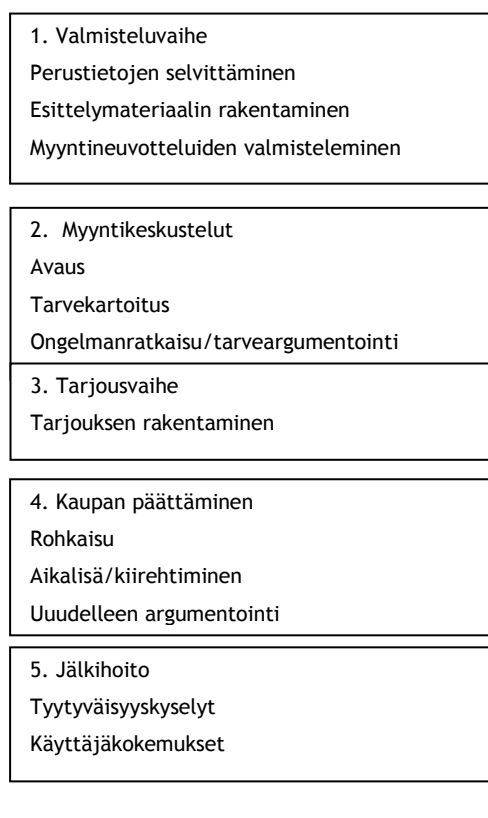 1. Valmisteluvaihe
Perustietojen selvittäminen
Esittelymateriaalin rakentaminen
Myyntineuvotteluiden valmisteleminen
2. Myyntikeskustelut
Avaus
Tarvekartoitus
Ongelmanratkaisu/tarveargumentointi
3. Tarjousvaihe
Tarjouksen rakentaminen
4. Kaupan päättäminen
Rohkaisu
Aikalisä/kiirehtiminen
Uuudelleen argumentointi
5. Jälkihoito
Tyytyväisyyskyselyt
Käyttäjäkokemukset